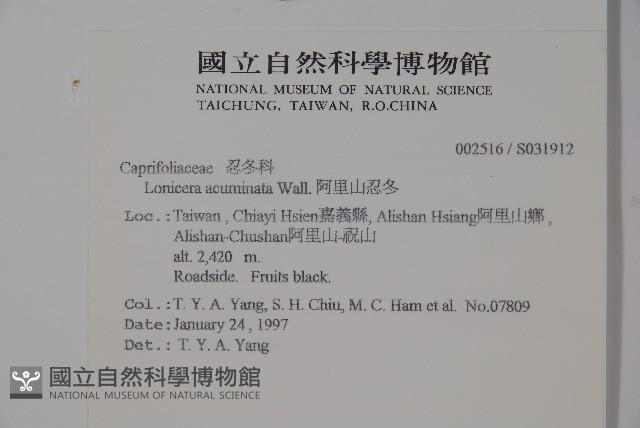 國立自然科學博物館
NATIONAL MUSEUM OF NATURAL SCIENCE
TAICHUNG, TAIWAN, R.O.CHINA
002516 / S031912
Caprifoliaceae 忍冬科
Lonicera acuminata Wall. 阿里山忍冬
Loc.:Taiwan , Chiayi Hsien嘉義縣, Alishan Hsiang阿里山鄉 ,
Alishan-Chushan阿里山-祝山
alt. 2,420 m.
Roadside. Fruits black.
Col.:T. Y. A. Yang, S. H. Chiu, M. C. Ham et al. No.07809
Date:January 24 , 1997
Det.: T. Y. A. Yang
國立自然科學博物館
NATIONAL MUSEUM OF NATURAL SCIENCE